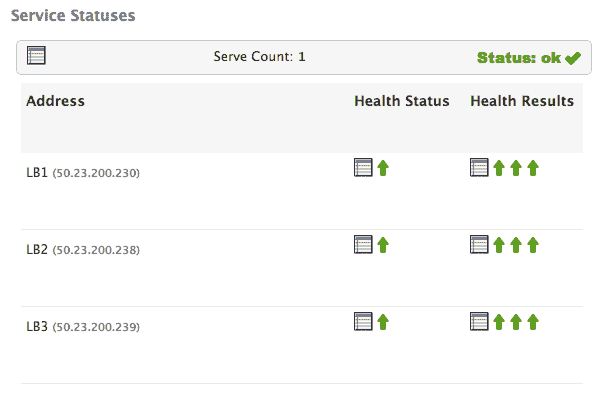 Service Statuses
Serve Count: 1 Status: ok
Address Health Status Health Results
LB1 (50.23.200.230)
LB2 (50.23.200.238)
LB3 (50.23.200.239)